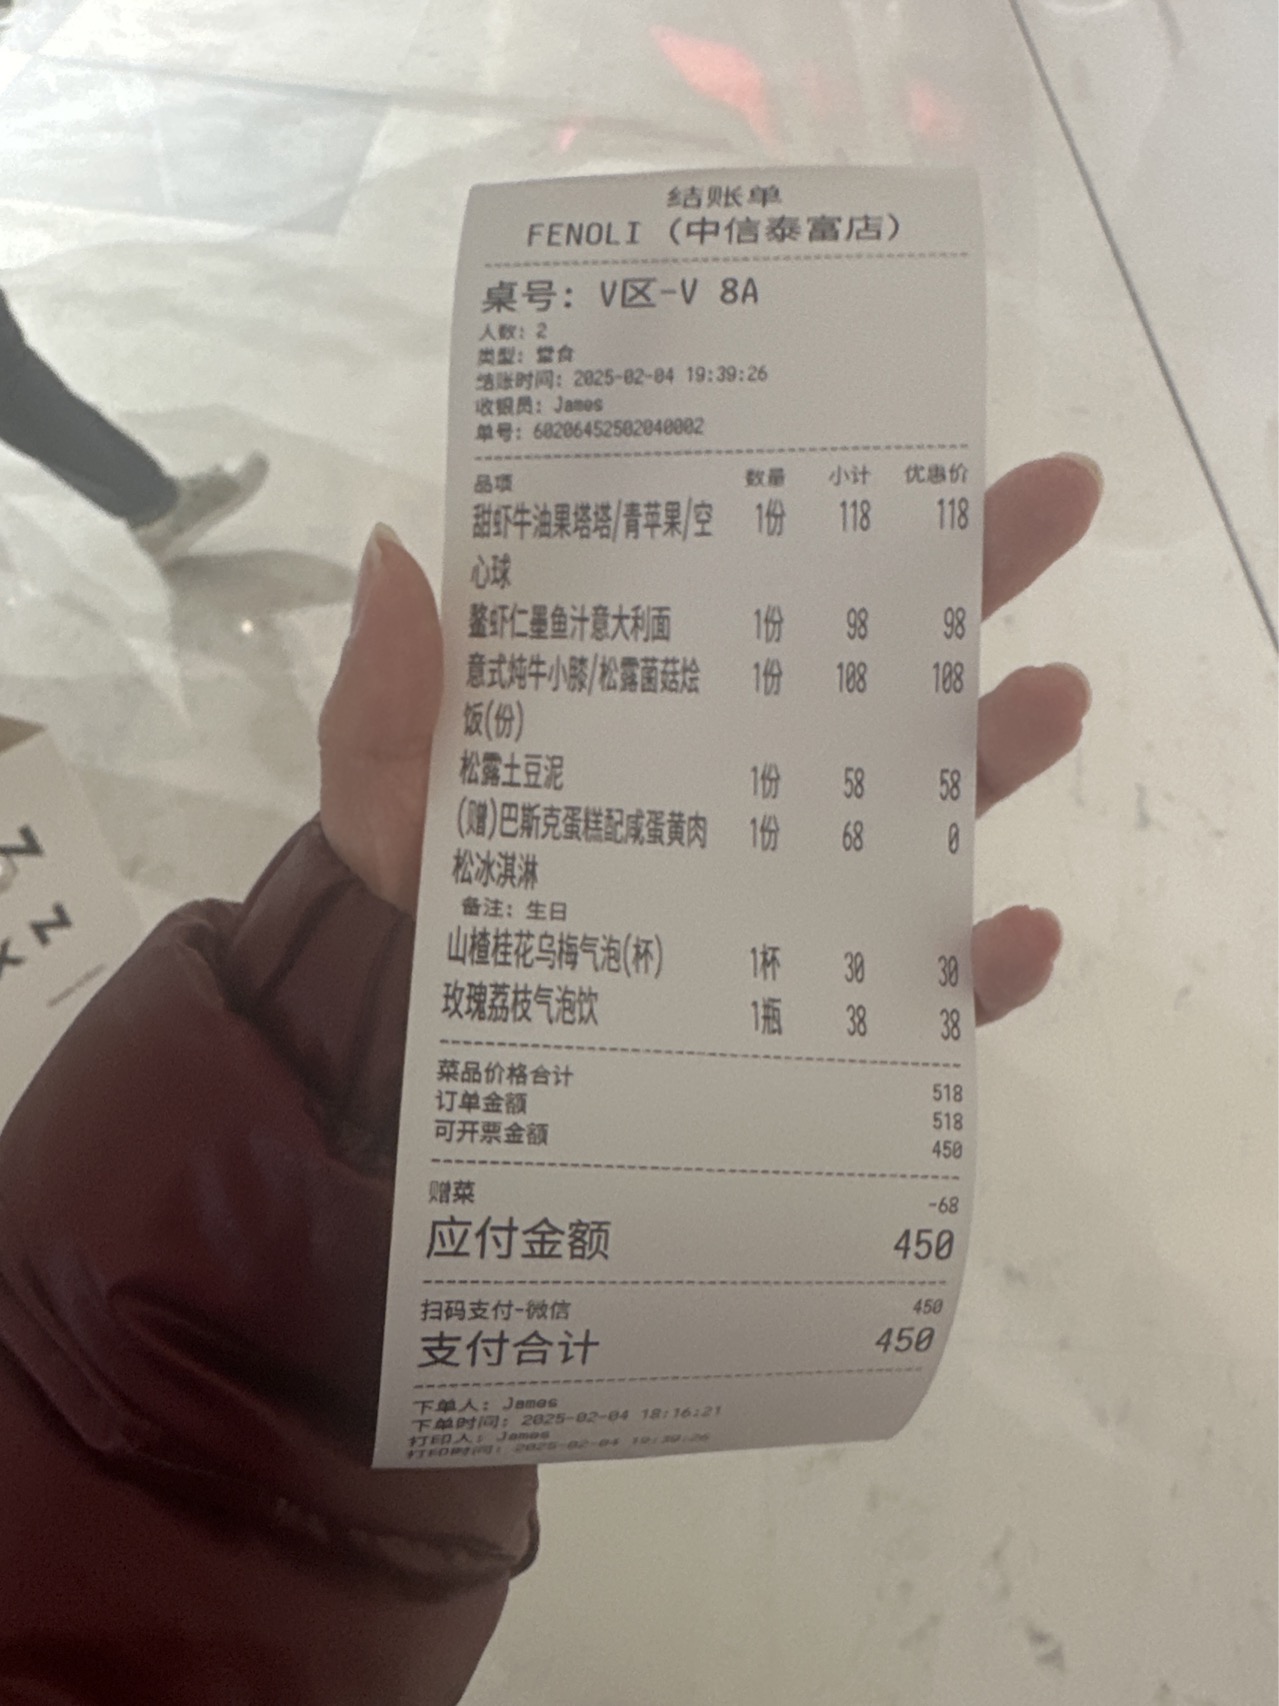 结账单
FENOLI（中信泰富店）
桌号：V区-V 8A
人数：2
类型：堂食
结账时间：2025-02-04 19:39:26
收银员：James
单号：60206452502040002
品项 数量 小计 优惠价
甜虾牛油果塔塔/青苹果/空 1份 118 118
心球
鳌虾仁墨鱼汁意大利面 1份 98 98
意式炖牛小膝/松露菌菇烩 1份 108 108
饭(份)
松露土豆泥 1份 58 58
(赠)巴斯克蛋糕配咸蛋黄肉 1份 68 0
松冰淇淋
备注：生日
山楂桂花乌梅气泡(杯) 1杯 30 30
玫瑰荔枝气泡饮 1瓶 38 38
菜品价格合计 518
订单金额 518
可开票金额 450
赠菜 -68
应付金额 450
扫码支付-微信 450
支付合计 450
下单人：James
下单时间：2025-02-04 18:16:21
打印人：James
打印时间：2025-02-04 19:39:26